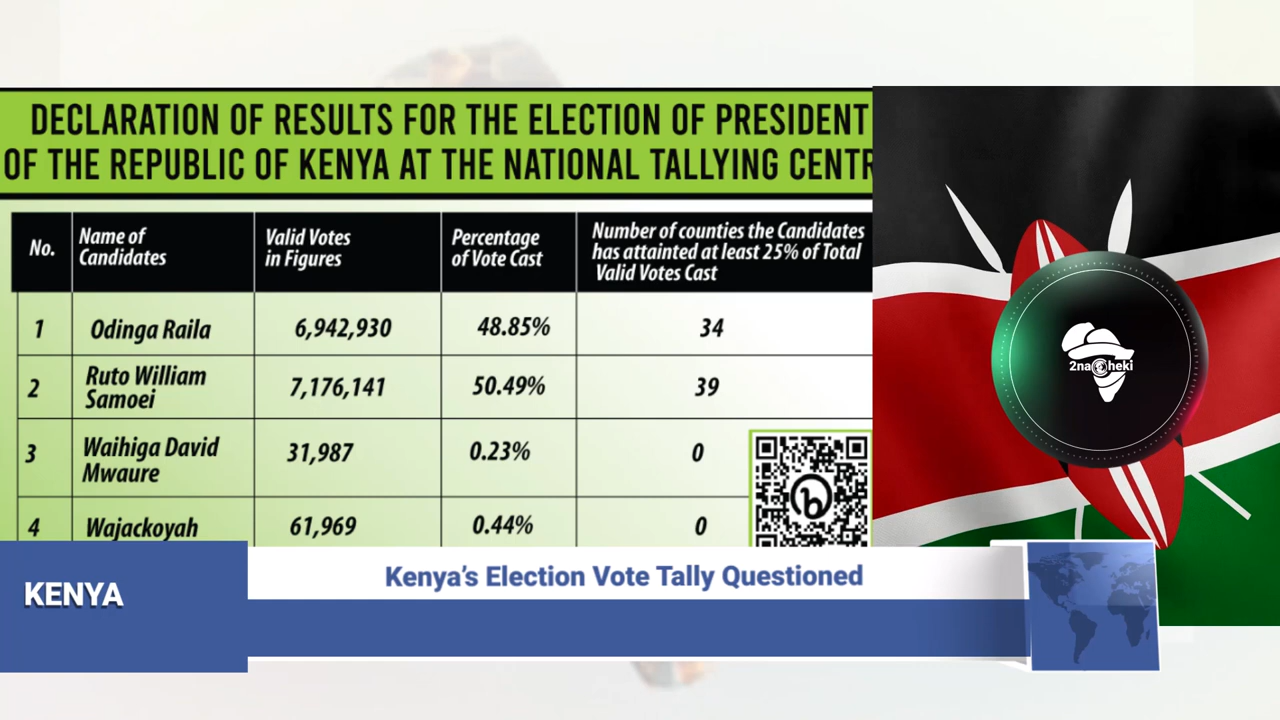 DECLARATION OF RESULTS FOR THE ELECTION OF PRESIDENT
OF THE REPUBLIC OF KENYA AT THE NATIONAL TALLYING CENTR
No.
Name of
Candidates
Valid Votes
in Figures
Percentage
of Vote Cast
Number of counties the Candidates
has attainted at least 25% of Total
Valid Votes Cast
1 Odinga Raila 6,942,930 48.85% 34
2 Ruto William
Samoei 7,176,141 50.49% 39
3 Waihiga David
Mwaure 31,987 0.23% 0
4 Wajackoyah 61,969 0.44% 0
b
2nacheki
KENYA
Kenya's Election Vote Tally Questioned